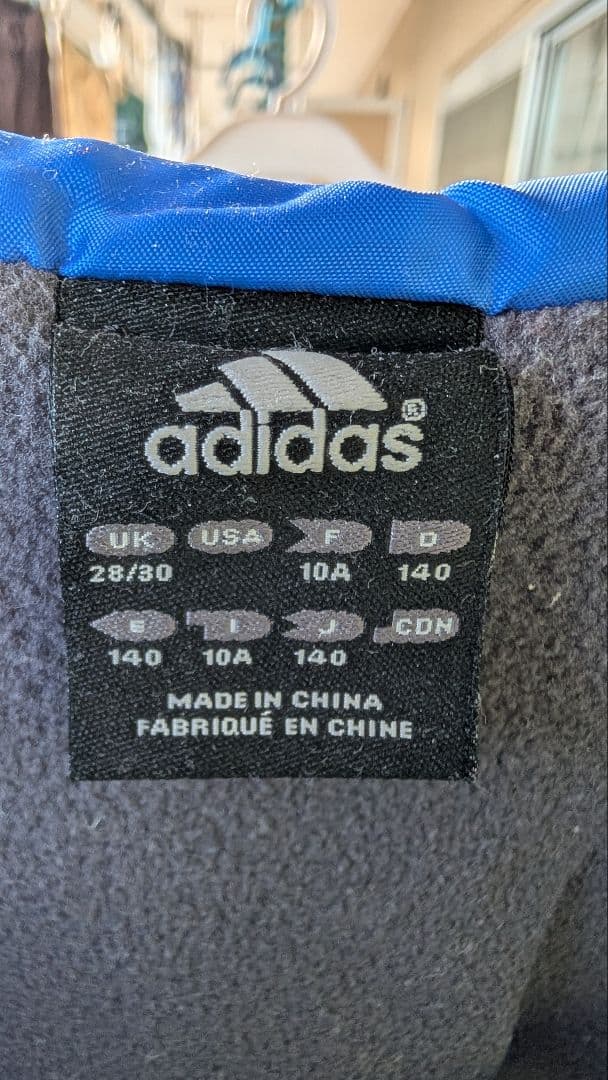 adidas®
UK USA F D
28/30 10A 140
E I J CDN
140 10A 140
MADE IN CHINA
FABRIQUÉ EN CHINE